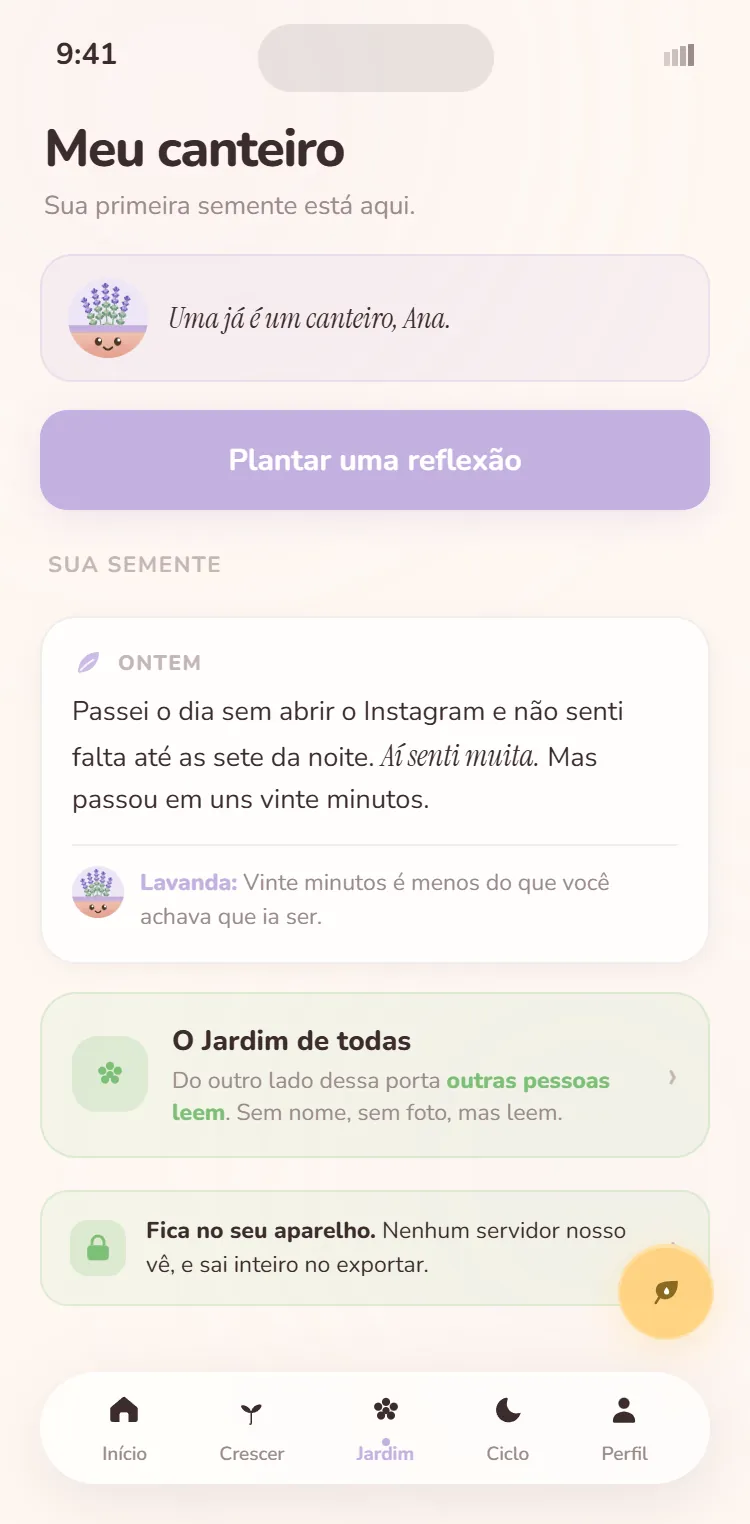 9:41
Meu canteiro
Sua primeira semente está aqui.
Uma já é um canteiro, Ana.
Plantar uma reflexão
SUA SEMENTE
ONTEM
Passei o dia sem abrir o Instagram e não senti
falta até as sete da noite. Aí senti muita. Mas
passou em uns vinte minutos.
Lavanda: Vinte minutos é menos do que você
achava que ia ser.
O Jardim de todas
Do outro lado dessa porta outras pessoas
leem. Sem nome, sem foto, mas leem.
Fica no seu aparelho. Nenhum servidor nosso
vê, e sai inteiro no exportar.
Início
Crescer
Jardim
Ciclo
Perfil